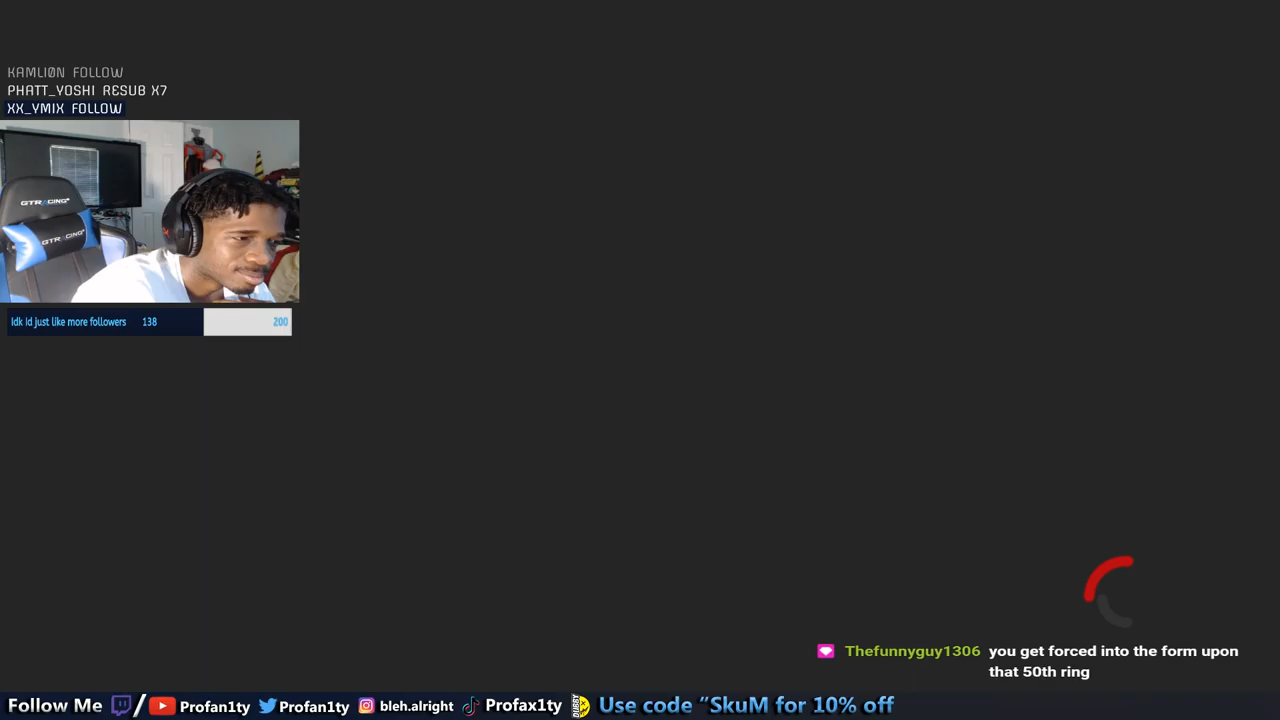 KAMLIØN FOLLOW
PHATT_YOSHI RESUB X7
XX_YMIX FOLLOW
GTRACING
GTRACING
Idk Id just like more followers 138 200
Thefunnyguy1306 you get forced into the form upon
that 50th ring
Follow Me / Profan1ty Profan1ty bleh.alright Profax1ty DUBBY Use code “SkuM for 10% off